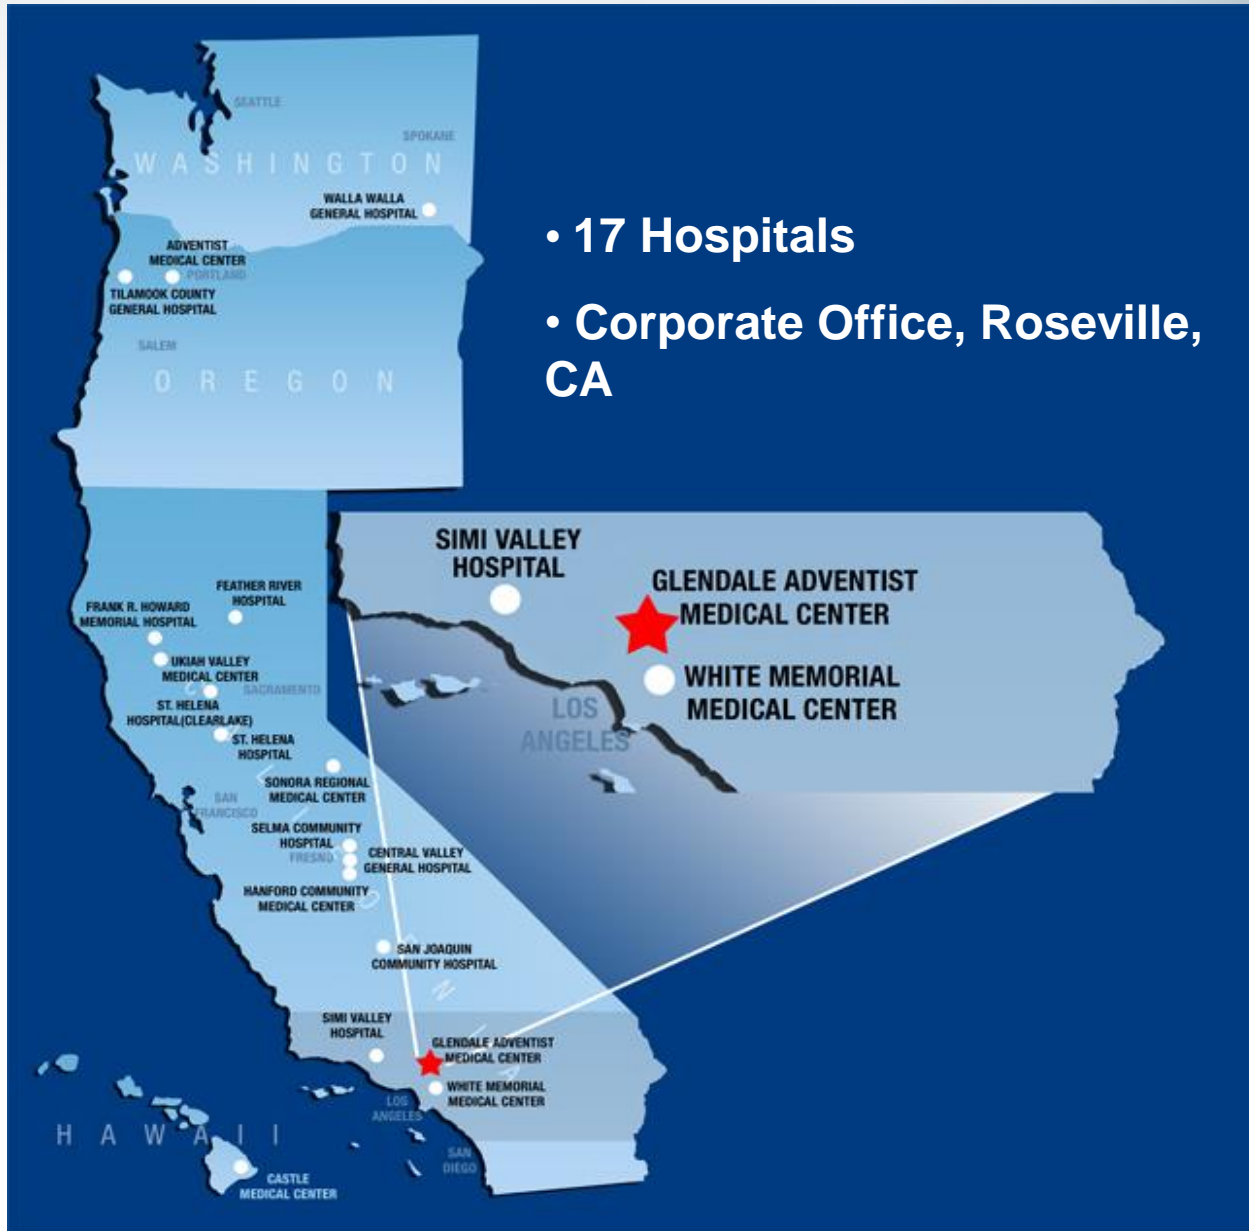 SEATTLE
SPOKANE
WASHINGTON
WALLA WALLA
GENERAL HOSPITAL
ADVENTIST
MEDICAL CENTER
PORTLAND
TILAMOOK COUNTY
GENERAL HOSPITAL
SALEM
OREGON
• 17 Hospitals
• Corporate Office, Roseville,
CA
SIMI VALLEY
HOSPITAL
GLENDALE ADVENTIST
MEDICAL CENTER
WHITE MEMORIAL
MEDICAL CENTER
LOS
ANGELES
FEATHER RIVER
HOSPITAL
FRANK R. HOWARD
MEMORIAL HOSPITAL
UKIAH VALLEY
MEDICAL CENTER
SACRAMENTO
ST. HELENA
HOSPITAL(CLEARLAKE)
ST. HELENA
HOSPITAL
SONORA REGIONAL
MEDICAL CENTER
SAN
FRANCISCO
SELMA COMMUNITY
HOSPITAL
FRESNO
CENTRAL VALLEY
GENERAL HOSPITAL
HANFORD COMMUNITY
MEDICAL CENTER
SAN JOAQUIN
COMMUNITY HOSPITAL
CALIFORNIA
SIMI VALLEY
HOSPITAL
GLENDALE ADVENTIST
MEDICAL CENTER
WHITE MEMORIAL
MEDICAL CENTER
LOS
ANGELES
SAN
DIEGO
HAWAII
CASTLE
MEDICAL CENTER